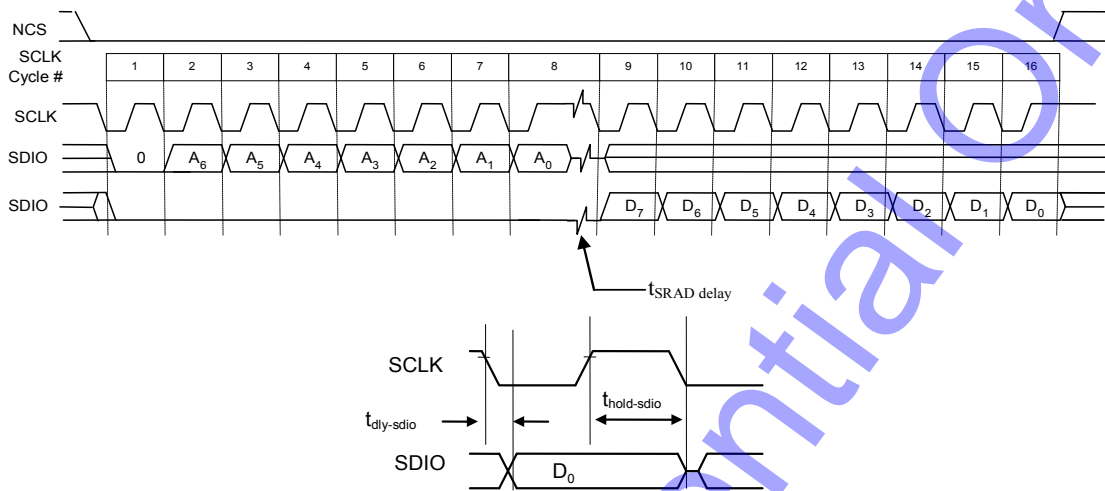 NCS
SCLK
Cycle #
1 2 3 4 5 6 7 8 9 10 11 12 13 14 15 16
SCLK
SDIO 0 A6 A5 A4 A3 A2 A1 A0
SDIO D7 D6 D5 D4 D3 D2 D1 D0
tSRAD delay
SCLK
thold-sdio
tdly-sdio
SDIO D0